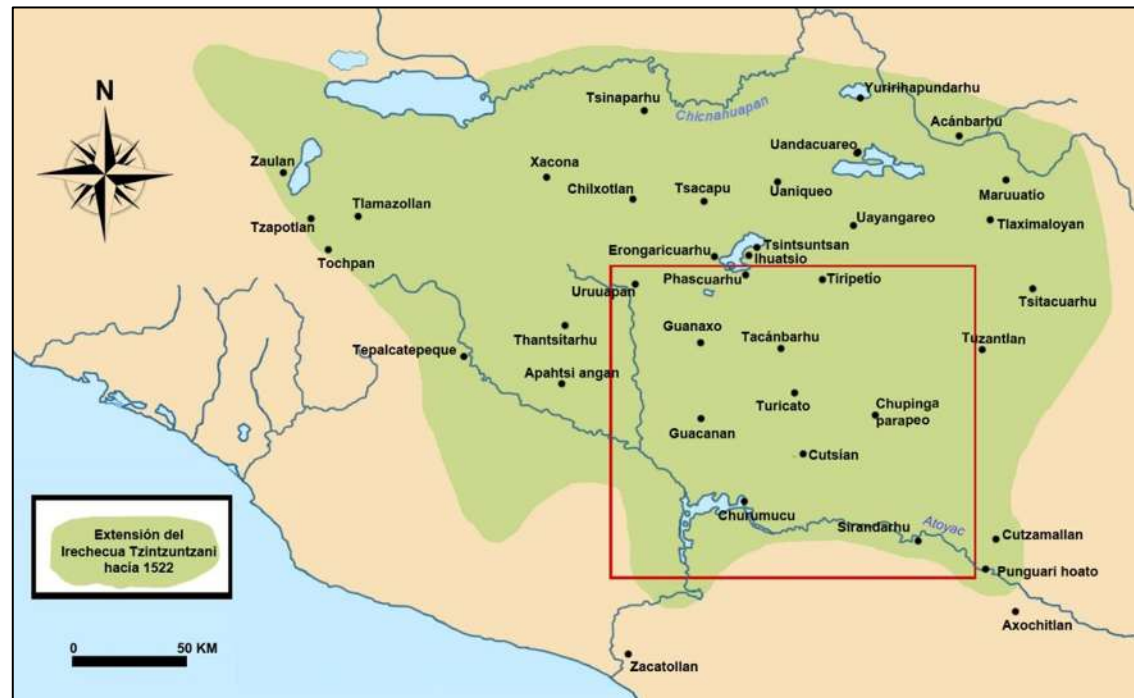 N
Yuririhapundarhu
Tsinaparhu
Chicnahuapan
Acánbarhu
Uandacuareo
Zaulan
Xacona
Chilxotlan
Tsacapu
Uaniqueo
Maruuatio
Tzapotlan
Tlamazollan
Uayangareo
Tlaximaloyan
Tochpan
Erongaricuarhu
Tsintsuntsan
Ihuatsio
Uruuapan
Phascuarhu
Tiripetio
Tsitacuarhu
Thantsitarhu
Guanaxo
Tacánbarhu
Tuzantlan
Tepalcatepeque
Apahtsi angan
Turicato
Chupinga
parapeo
Guacanan
Cutsian
Churumucu
Sirandarhu
Atoyac
Cutzamallan
Punguari hoato
Axochitlan
Zacatollan
Extensión del
Irechecua Tzintzuntzani
hacia 1522
0 50 KM